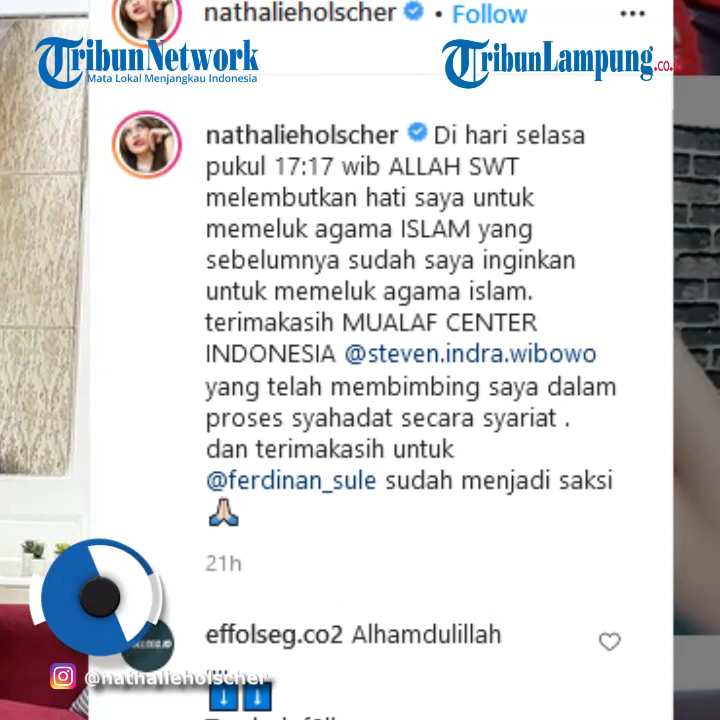 nathalieholscher • Follow •••
TribunNetwork
Mata Lokal Menjangkau Indonesia
TribunLampung.co.id
nathalieholscher Di hari selasa
pukul 17:17 wib ALLAH SWT
melembutkan hati saya untuk
memeluk agama ISLAM yang
sebelumnya sudah saya inginkan
untuk memeluk agama islam.
terimakasih MUALAF CENTER
INDONESIA @steven.indra.wibowo
yang telah membimbing saya dalam
proses syahadat secara syariat .
dan terimakasih untuk
@ferdinan_sule sudah menjadi saksi
🙏🏻
21h
effolseg.co2 Alhamdulillah
@nathalieholscher